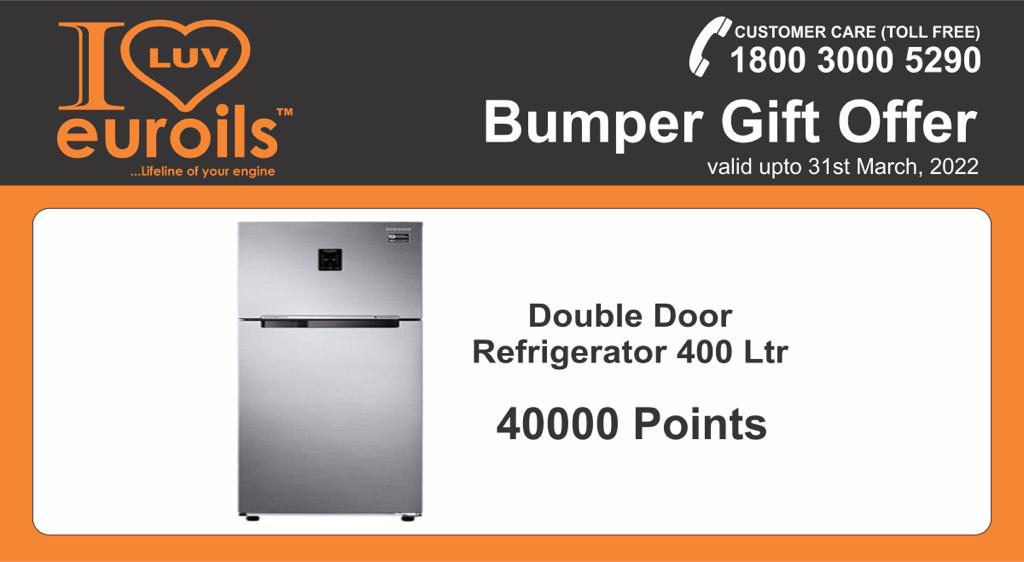 I LUV
euroils™
...Lifeline of your engine
CUSTOMER CARE (TOLL FREE)
1800 3000 5290
Bumper Gift Offer
valid upto 31st March, 2022
SAMSUNG
Double Door
Refrigerator 400 Ltr
40000 Points